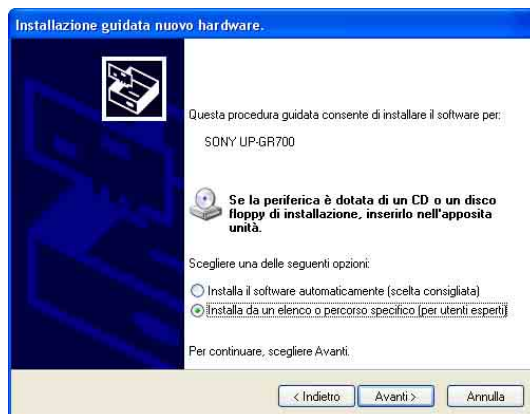 Installazione guidata nuovo hardware.
Questa procedura guidata consente di installare il software per:
SONY UP-GR700
Se la periferica è dotata di un CD o un disco
floppy di installazione, inserirlo nell'apposita
unità.
Scegliere una delle seguenti opzioni:
Installa il software automaticamente (scelta consigliata)
Installa da un elenco o percorso specifico (per utenti esperti)
Per continuare, scegliere Avanti.
< Indietro
Avanti >
Annulla